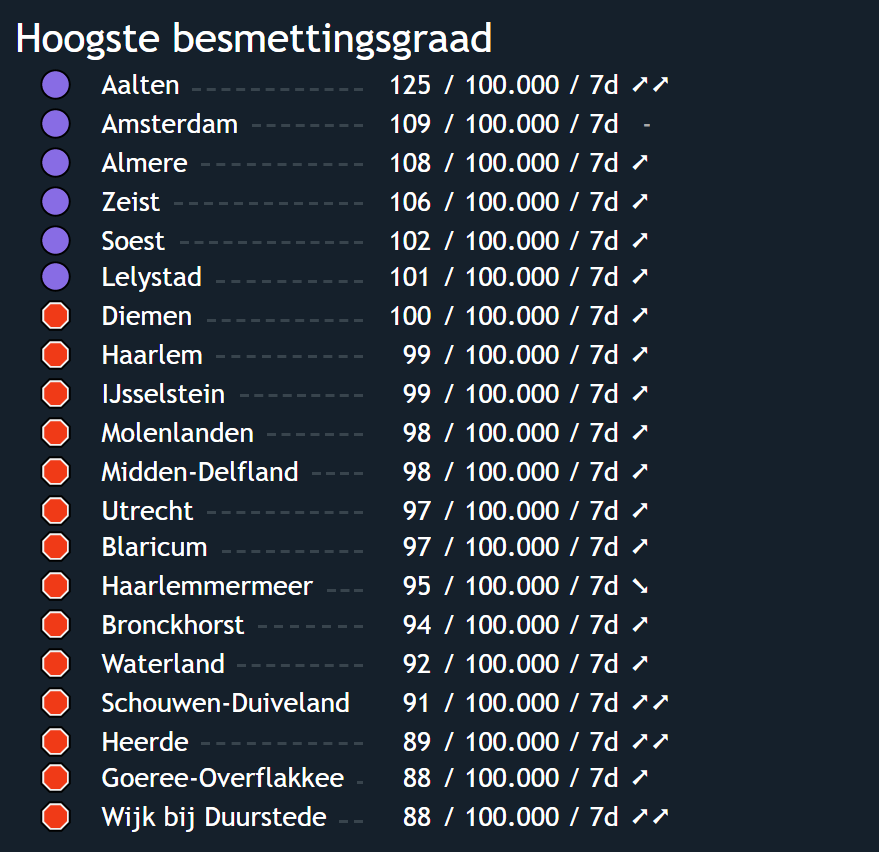 Hoogste besmettingsgraad
Aalten 125 / 100.000 / 7d ➚➚
Amsterdam 109 / 100.000 / 7d -
Almere 108 / 100.000 / 7d ➚
Zeist 106 / 100.000 / 7d ➚
Soest 102 / 100.000 / 7d ➚
Lelystad 101 / 100.000 / 7d ➚
Diemen 100 / 100.000 / 7d ➚
Haarlem 99 / 100.000 / 7d ➚
IJsselstein 99 / 100.000 / 7d ➚
Molenlanden 98 / 100.000 / 7d ➚
Midden-Delfland 98 / 100.000 / 7d ➚
Utrecht 97 / 100.000 / 7d ➚
Blaricum 97 / 100.000 / 7d ➚
Haarlemmermeer 95 / 100.000 / 7d ➘
Bronckhorst 94 / 100.000 / 7d ➚
Waterland 92 / 100.000 / 7d ➚
Schouwen-Duiveland 91 / 100.000 / 7d ➚➚
Heerde 89 / 100.000 / 7d ➚➚
Goeree-Overflakkee 88 / 100.000 / 7d ➚
Wijk bij Duurstede 88 / 100.000 / 7d ➚➚